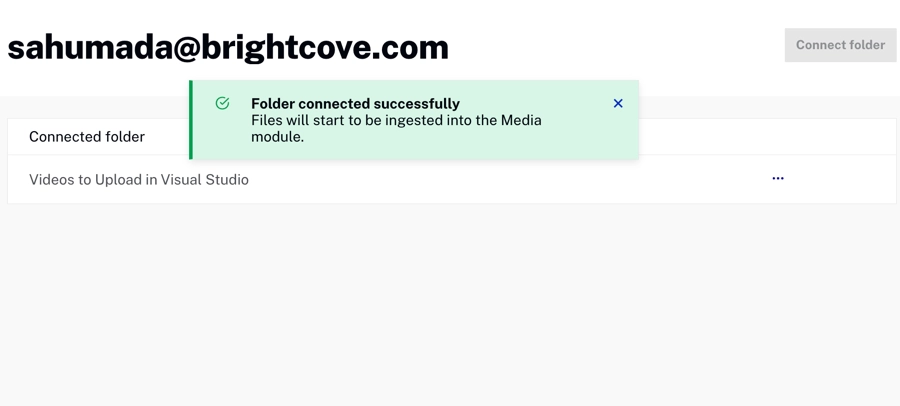 sahumada@brightcove.com
Connect folder
Folder connected successfully
Files will start to be ingested into the Media
module.
Connected folder
Videos to Upload in Visual Studio